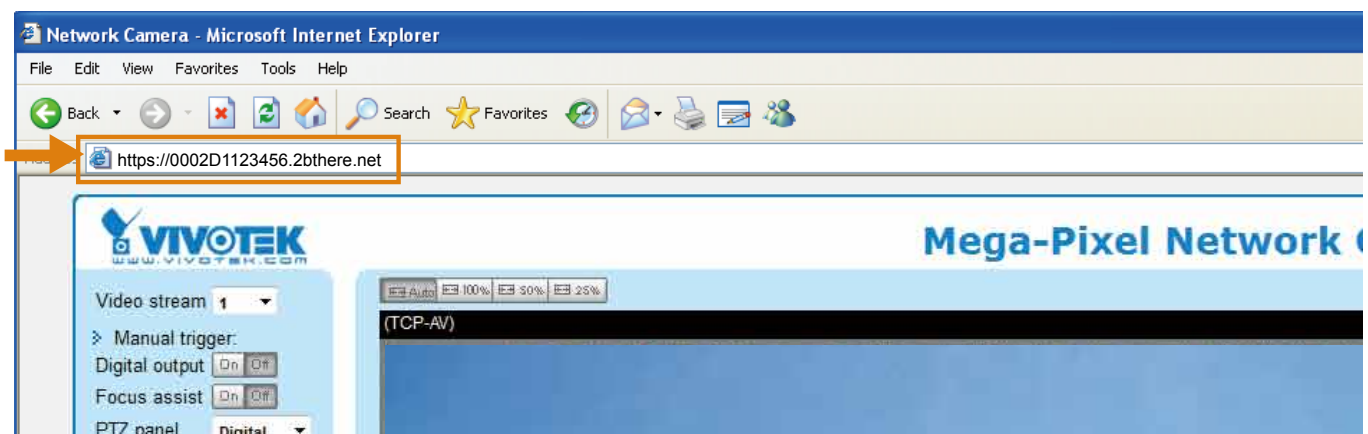 Network Camera - Microsoft Internet Explorer
File Edit View Favorites Tools Help
Back Search Favorites
https://0002D1123456.2bthere.net
VIVOTEK
www.vivotek.com
Mega-Pixel Network
Auto 100% 50% 25%
Video stream 1
(TCP-AV)
Manual trigger:
Digital output On Off
Focus assist On Off
PTZ panel Digital